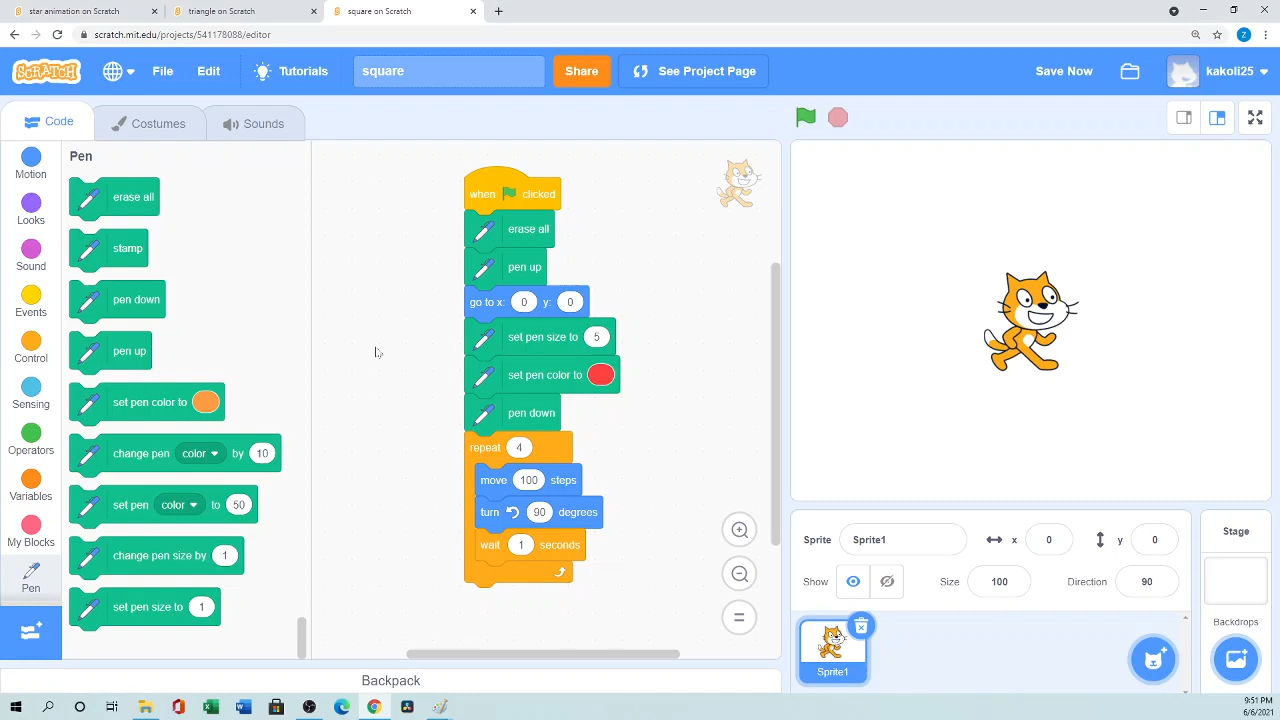 star animation on Scratch
triangle on Scratch
square on Scratch
scratch.mit.edu/projects/541178088/editor
Z
SCRATCH
File
Edit
Tutorials
square
Share
See Project Page
Save Now
kakoli25
Code
Costumes
Sounds
Motion
Looks
Sound
Events
Control
Sensing
Operators
Variables
My Blocks
Pen
Pen
erase all
stamp
pen down
pen up
set pen color to
change pen color by 10
set pen color to 50
change pen size by 1
set pen size to 1
when clicked
erase all
pen up
go to x: 0 y: 0
set pen size to 5
set pen color to
pen down
repeat 4
move 100 steps
turn 90 degrees
wait 1 seconds
Sprite Sprite1 x 0 y 0
Show Size 100 Direction 90
Sprite1
Stage
Backdrops
Backpack
9:51 PM
6/6/2021